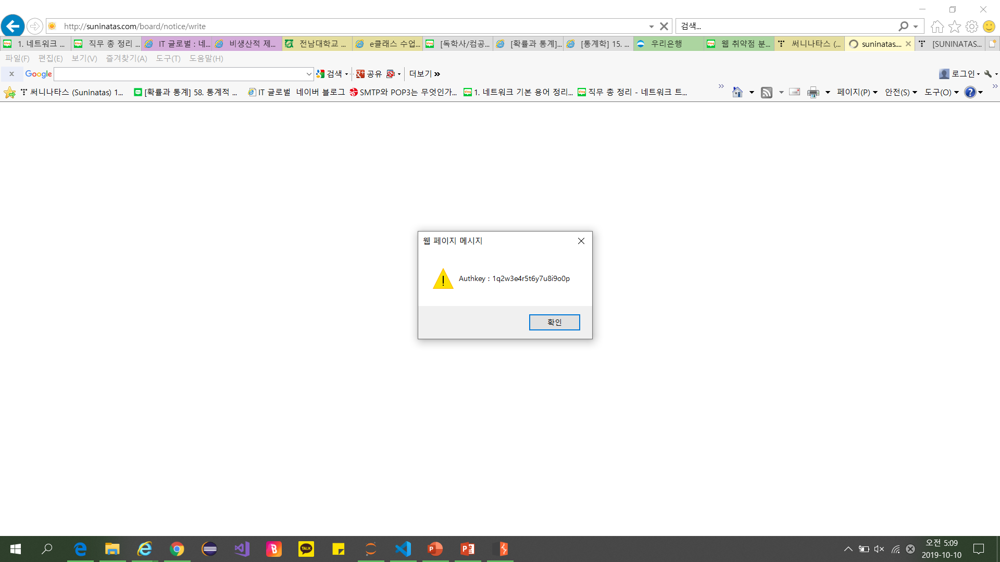 http://suninatas.com/board/notice/write
검색...
1. 네트워크 ...
직무 총 정리 ...
IT 글로벌 : 네...
비생산적 제...
전남대학교 ...
e클래스 수업...
[독학사/컴공...
[확률과 통계]...
[통계학] 15. ...
우리은행
웹 취약점 분...
써니나타스 (...
suninatas....
[SUNINATAS...
파일(F) 편집(E) 보기(V) 즐겨찾기(A) 도구(T) 도움말(H)
x Google 검색 공유 더보기 » 로그인
써니나타스 (Suninatas) 1... [확률과 통계] 58. 통계적 ... IT 글로벌 네이버 블로그 SMTP와 POP3는 무엇인가... 1. 네트워크 기본 용어 정리... 직무 총 정리 - 네트워크 트... » 페이지(P) 안전(S) 도구(O) »
웹 페이지 메시지
Authkey : 1q2w3e4r5t6y7u8i9o0p
확인
TALK
오전 5:09
2019-10-10